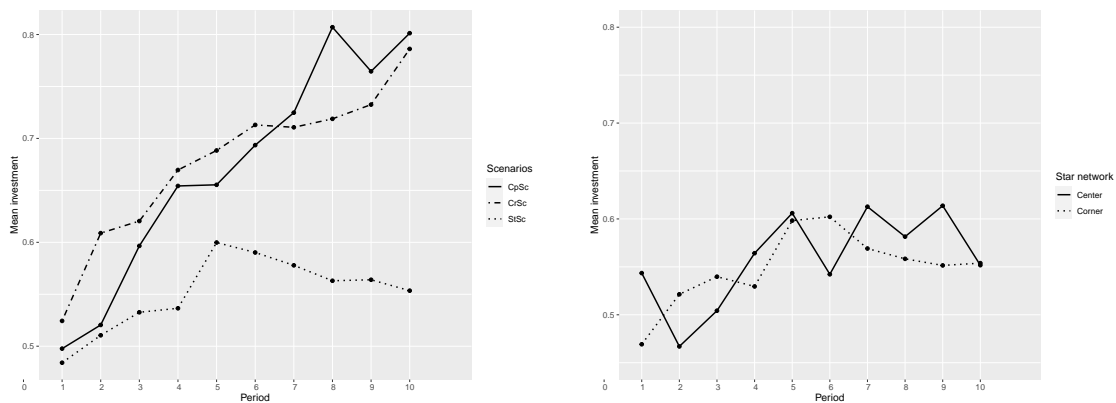 0.8
0.7
0.6
0.5
Mean investment
0 1 2 3 4 5 6 7 8 9 10
Period
Scenarios
CpSc
CrSc
StSc
0.8
0.7
0.6
0.5
Mean investment
0 1 2 3 4 5 6 7 8 9 10
Period
Star network
Center
Corner